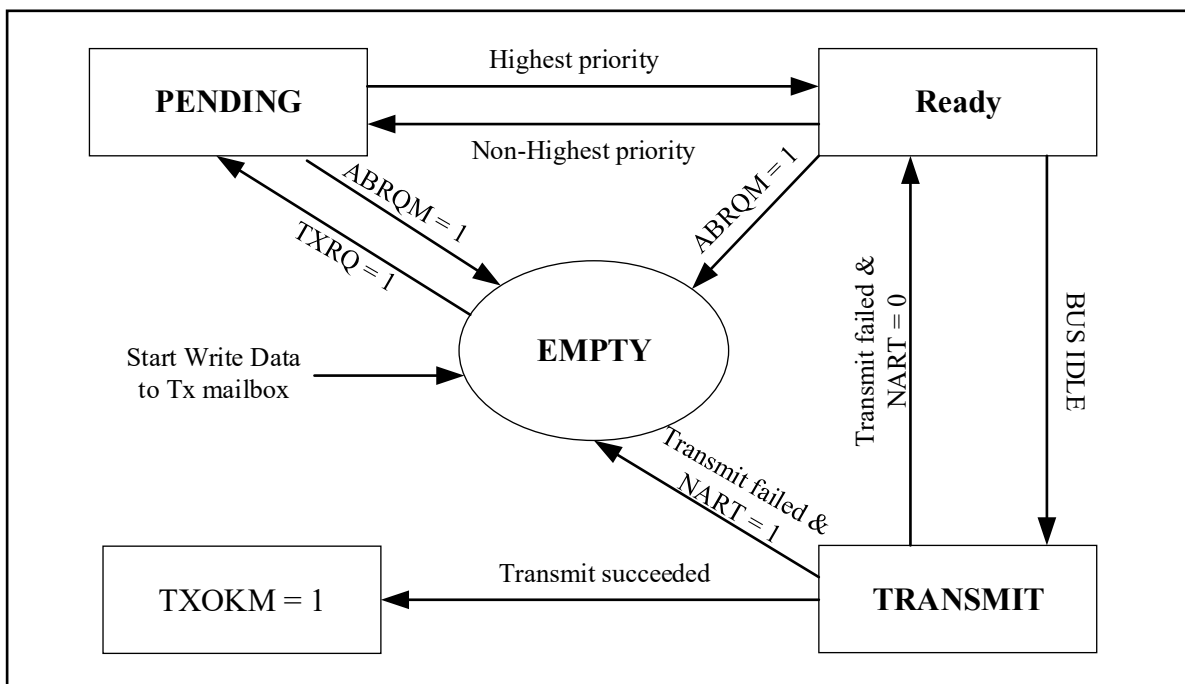 Highest priority
PENDING
Ready
Non-Highest priority
ABRQM = 1
TXRQ = 1
ABRQM = 1
Transmit failed &
NART = 0
BUS IDLE
EMPTY
Start Write Data
to Tx mailbox
Transmit failed &
NART = 1
Transmit succeeded
TXOKM = 1
TRANSMIT